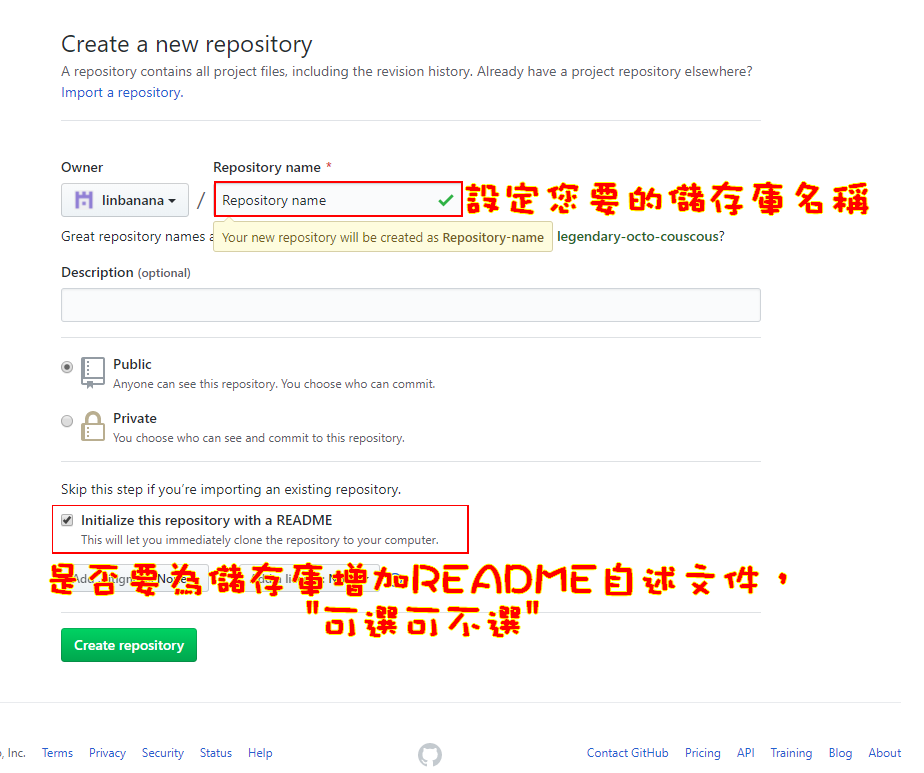 Create a new repository
A repository contains all project files, including the revision history. Already have a project repository elsewhere?
Import a repository.
Owner
Repository name *
linbanana
/
Repository name
設定您要的儲存庫名稱
Great repository names
Your new repository will be created as Repository-name
legendary-octo-couscous?
Description (optional)
Public
Anyone can see this repository. You choose who can commit.
Private
You choose who can see and commit to this repository.
Skip this step if you’re importing an existing repository.
Initialize this repository with a README
This will let you immediately clone the repository to your computer.
是否要為儲存庫增加README自述文件，
"可選可不選"
Create repository
, Inc.
Terms
Privacy
Security
Status
Help
Contact GitHub
Pricing
API
Training
Blog
About